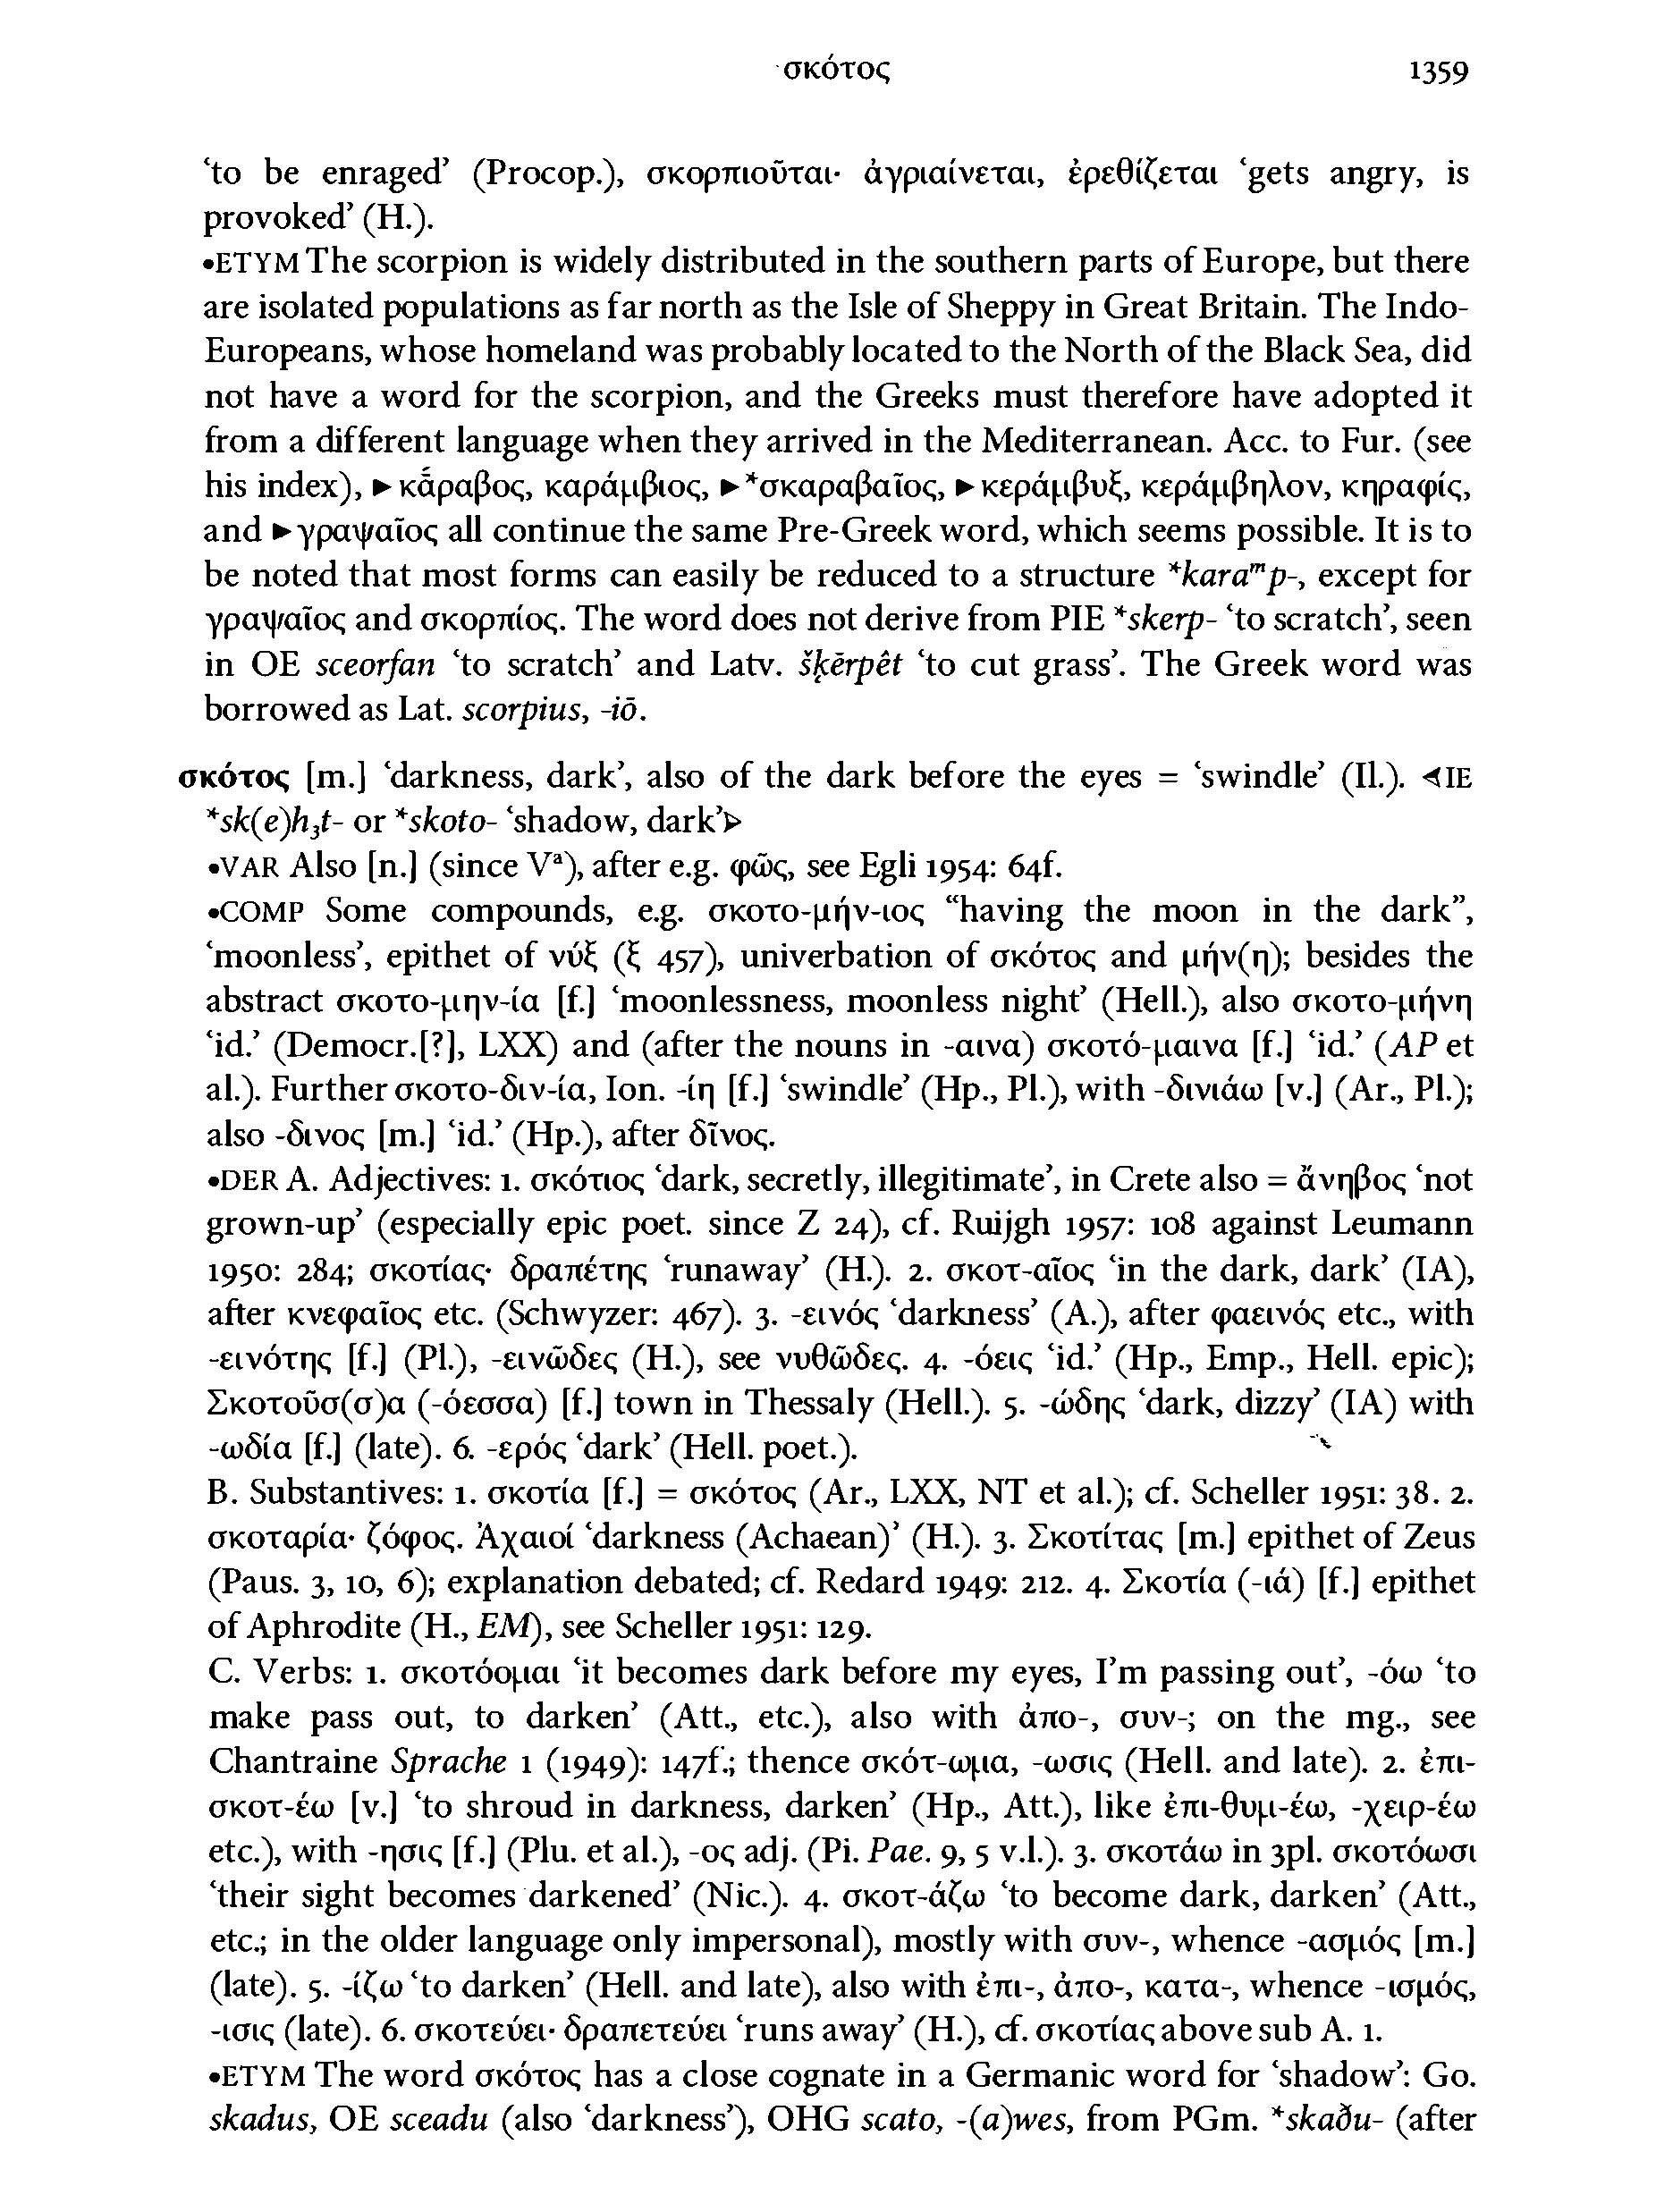 σκότος 1359
‘to be enraged’ (Procop.), σκορπιοῦται· ἀγριαίνεται, ἐρεθίζεται ‘gets angry, is
provoked’ (H.).
•ETYM The scorpion is widely distributed in the southern parts of Europe, but there
are isolated populations as far north as the Isle of Sheppy in Great Britain. The Indo-
Europeans, whose homeland was probably located to the North of the Black Sea, did
not have a word for the scorpion, and the Greeks must therefore have adopted it
from a different language when they arrived in the Mediterranean. Acc. to Fur. (see
his index), ►κᾱ́ραβος, καράμβιος, ►*σκαραβαῖος, ►κεράμβυξ, κεράμβηλον, κηραφίς,
and ►γραψαῖος all continue the same Pre-Greek word, which seems possible. It is to
be noted that most forms can easily be reduced to a structure *karaᵐp-, except for
γραψαῖος and σκορπίος. The word does not derive from PIE *skerp- ‘to scratch’, seen
in OE sceorfan ‘to scratch’ and Latv. šķērpêt ‘to cut grass’. The Greek word was
borrowed as Lat. scorpius, -iō.
σκότος [m.] ‘darkness, dark’, also of the dark before the eyes = ‘swindle’ (Il.). ⊲IE
*sk(e)h₃t- or *skoto- ‘shadow, dark’⊳
•VAR Also [n.] (since Vᵃ), after e.g. φῶς, see Egli 1954: 64f.
•COMP Some compounds, e.g. σκοτο-μήν-ιος “having the moon in the dark”,
‘moonless’, epithet of νύξ (ξ 457), univerbation of σκότος and μήν(η); besides the
abstract σκοτο-μην-ία [f.] ‘moonlessness, moonless night’ (Hell.), also σκοτο-μήνη
‘id.’ (Democr.[?], LXX) and (after the nouns in -αινα) σκοτό-μαινα [f.] ‘id.’ (AP et
al.). Further σκοτο-διν-ία, Ion. -ίη [f.] ‘swindle’ (Hp., Pl.), with -δινιάω [v.] (Ar., Pl.);
also -δινος [m.] ‘id.’ (Hp.), after δῖνος.
•DER A. Adjectives: 1. σκότιος ‘dark, secretly, illegitimate’, in Crete also = ἄνηβος ‘not
grown-up’ (especially epic poet. since Z 24), cf. Ruijgh 1957: 108 against Leumann
1950: 284; σκοτίας· δραπέτης ‘runaway’ (H.). 2. σκοτ-αῖος ‘in the dark, dark’ (IA),
after κνεφαῖος etc. (Schwyzer: 467). 3. -εινός ‘darkness’ (A.), after φαεινός etc., with
-εινότης [f.] (Pl.), -εινῶδες (H.), see νυθῶδες. 4. -όεις ‘id.’ (Hp., Emp., Hell. epic);
Σκοτοῦσ(σ)α (-όεσσα) [f.] town in Thessaly (Hell.). 5. -ώδης ‘dark, dizzy’ (IA) with
-ωδία [f.] (late). 6. -ερός ‘dark’ (Hell. poet.).
B. Substantives: 1. σκοτία [f.] = σκότος (Ar., LXX, NT et al.); cf. Scheller 1951: 38. 2.
σκοταρία· ζόφος. Ἀχαιοί ‘darkness (Achaean)’ (H.). 3. Σκοτίτας [m.] epithet of Zeus
(Paus. 3, 10, 6); explanation debated; cf. Redard 1949: 212. 4. Σκοτία (-ιά) [f.] epithet
of Aphrodite (H., EM), see Scheller 1951: 129.
C. Verbs: 1. σκοτόομαι ‘it becomes dark before my eyes, I’m passing out’, -όω ‘to
make pass out, to darken’ (Att., etc.), also with ἀπο-, συν-; on the mg., see
Chantraine Sprache 1 (1949): 147f.; thence σκότ-ωμα, -ωσις (Hell. and late). 2. ἐπι-
σκοτ-έω [v.] ‘to shroud in darkness, darken’ (Hp., Att.), like ἐπι-θυμ-έω, -χειρ-έω
etc.), with -ησις [f.] (Plu. et al.), -ος adj. (Pi. Pae. 9, 5 v.l.). 3. σκοτάω in 3pl. σκοτόωσι
‘their sight becomes darkened’ (Nic.). 4. σκοτ-άζω ‘to become dark, darken’ (Att.,
etc.; in the older language only impersonal), mostly with συν-, whence -ασμός [m.]
(late). 5. -ίζω ‘to darken’ (Hell. and late), also with ἐπι-, ἀπο-, κατα-, whence -ισμός,
-ισις (late). 6. σκοτεύει· δραπετεύει ‘runs away’ (H.), cf. σκοτίας above sub A. 1.
•ETYM The word σκότος has a close cognate in a Germanic word for ‘shadow’: Go.
skadus, OE sceadu (also ‘darkness’), OHG scato, -(a)wes, from PGm. *skaðu- (after